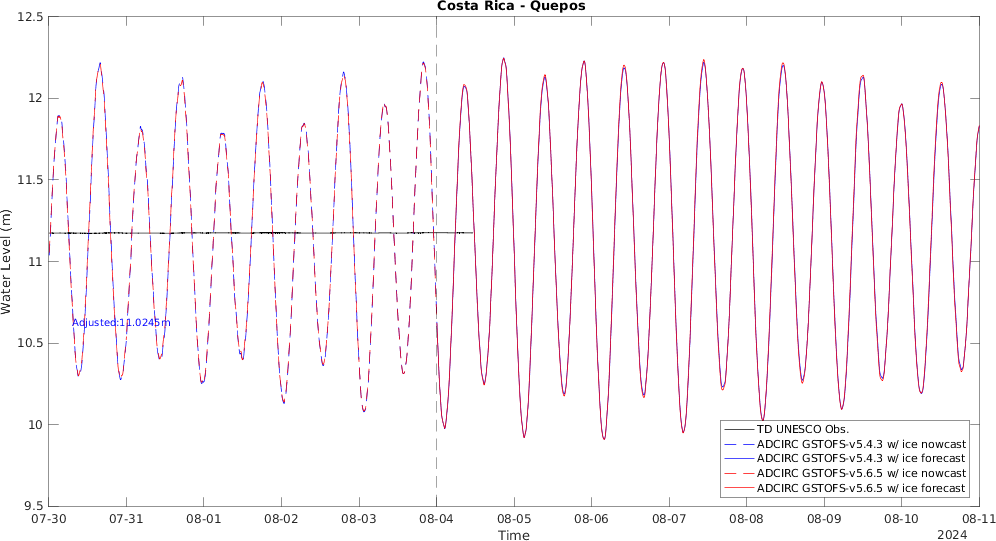 Costa Rica - Quepos
12.5
12
11.5
11
10.5
10
9.5
Water Level (m)
Adjusted:11.0245m
TD UNESCO Obs.
ADCIRC GSTOFS-v5.4.3 w/ ice nowcast
ADCIRC GSTOFS-v5.4.3 w/ ice forecast
ADCIRC GSTOFS-v5.6.5 w/ ice nowcast
ADCIRC GSTOFS-v5.6.5 w/ ice forecast
07-30 07-31 08-01 08-02 08-03 08-04 08-05 08-06 08-07 08-08 08-09 08-10 08-11
Time
2024